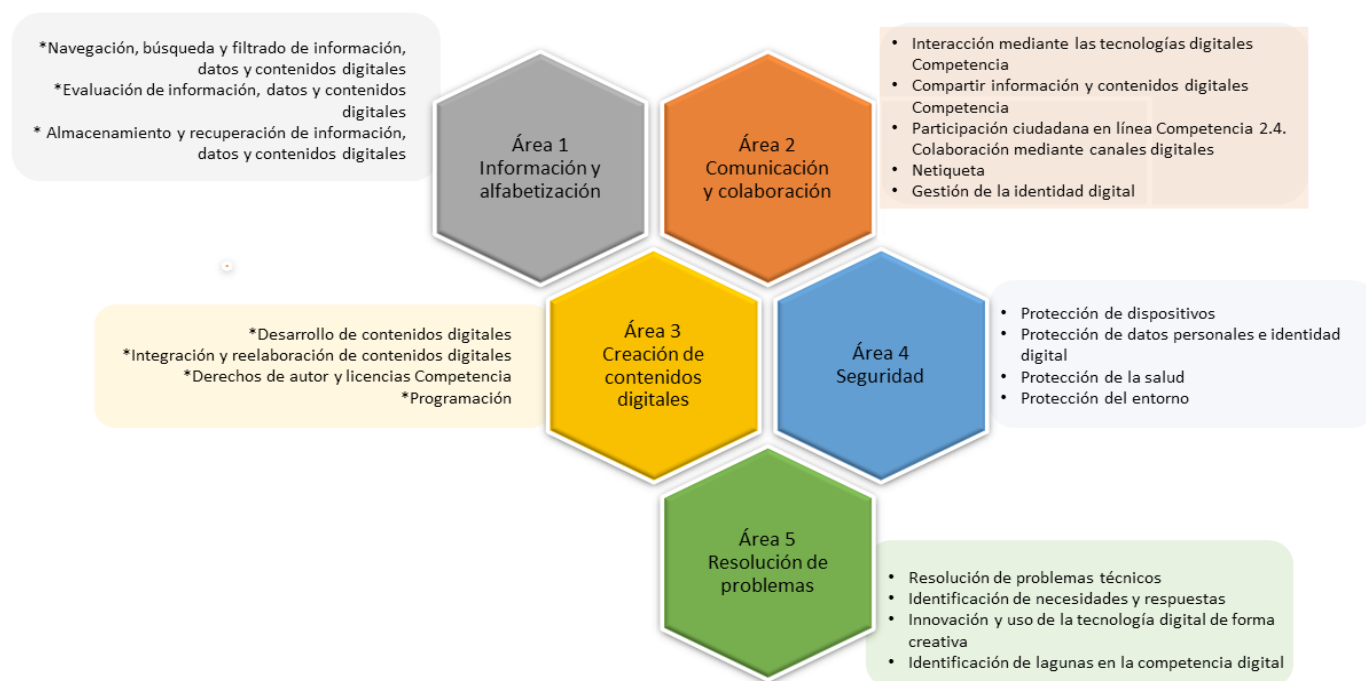 *Navegación, búsqueda y filtrado de información,
datos y contenidos digitales
*Evaluación de información, datos y contenidos
digitales
* Almacenamiento y recuperación de información,
datos y contenidos digitales
Área 1
Información y
alfabetización
Área 2
Comunicación
y colaboración
• Interacción mediante las tecnologías digitales
Competencia
• Compartir información y contenidos digitales
Competencia
• Participación ciudadana en línea Competencia 2.4.
Colaboración mediante canales digitales
• Netiqueta
• Gestión de la identidad digital
*Desarrollo de contenidos digitales
*Integración y reelaboración de contenidos digitales
*Derechos de autor y licencias Competencia
*Programación
Área 3
Creación de
contenidos
digitales
Área 4
Seguridad
• Protección de dispositivos
• Protección de datos personales e identidad
digital
• Protección de la salud
• Protección del entorno
Área 5
Resolución de
problemas
• Resolución de problemas técnicos
• Identificación de necesidades y respuestas
• Innovación y uso de la tecnología digital de forma
creativa
• Identificación de lagunas en la competencia digital